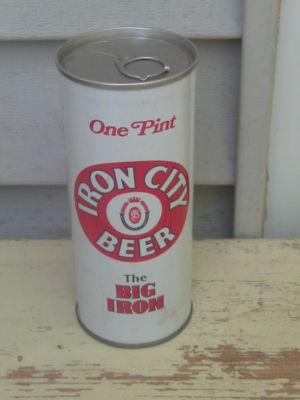 One Pint
IRON CITY
BEER
The
BIG
IRON